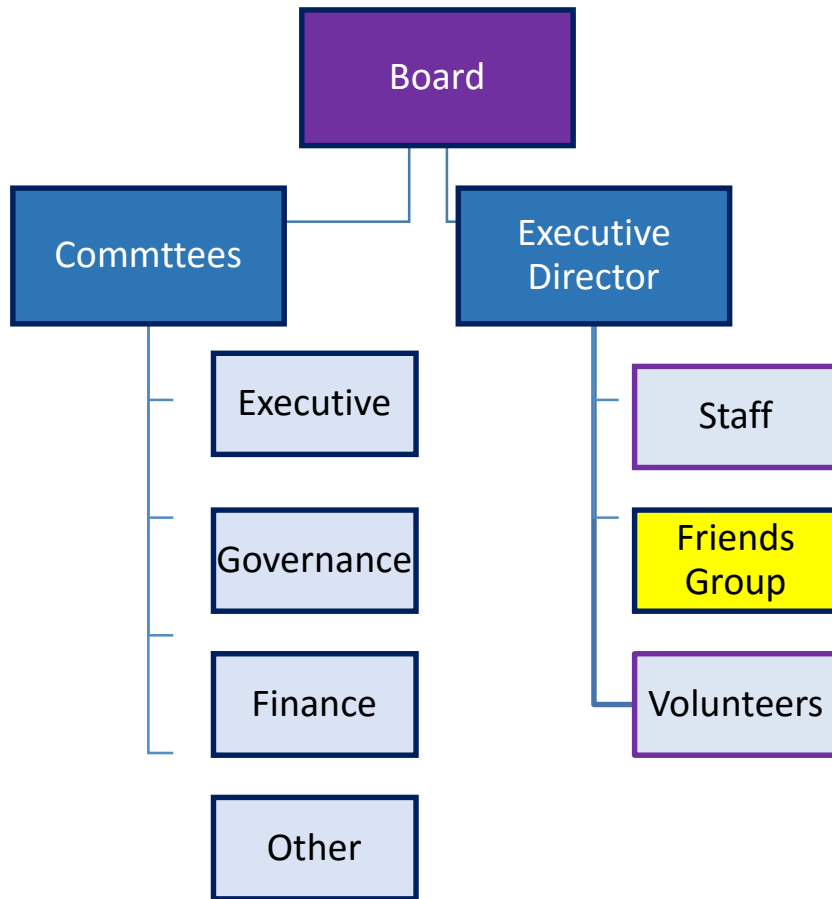 Board
Commttees
Executive
Director
Executive
Governance
Finance
Other
Staff
Friends
Group
Volunteers